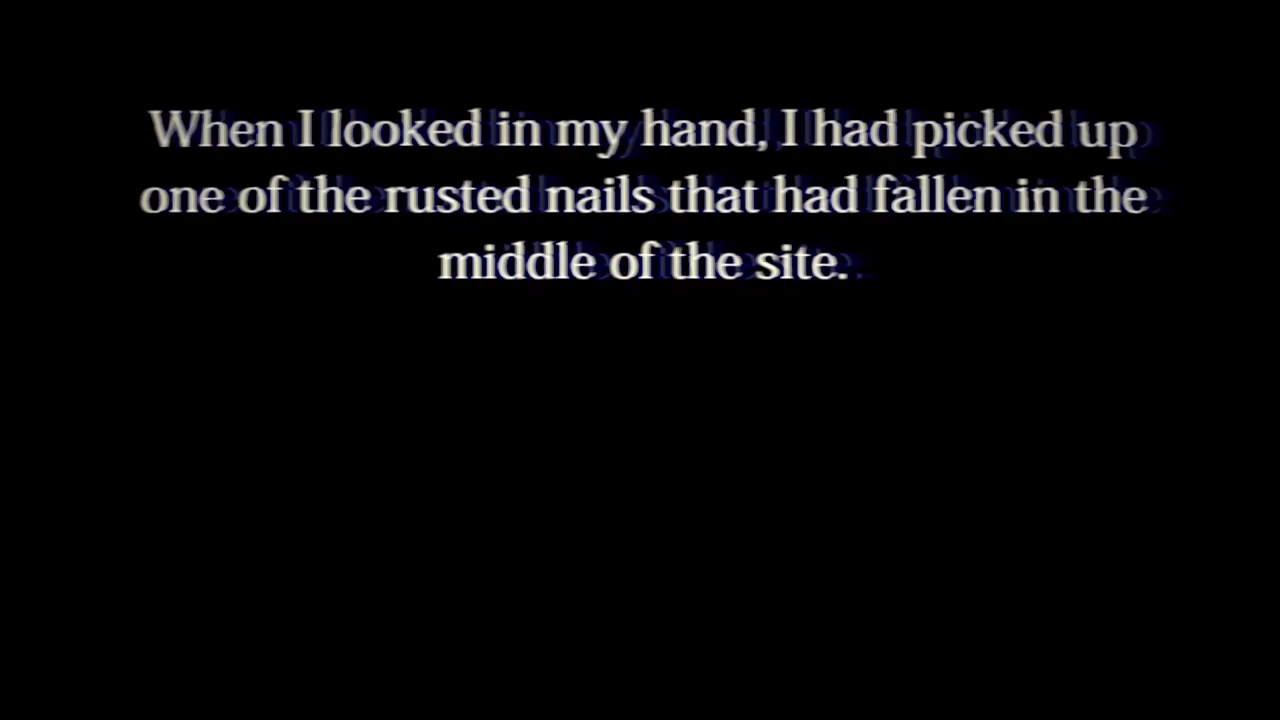 When I looked in my hand, I had picked up
one of the rusted nails that had fallen in the
middle of the site.